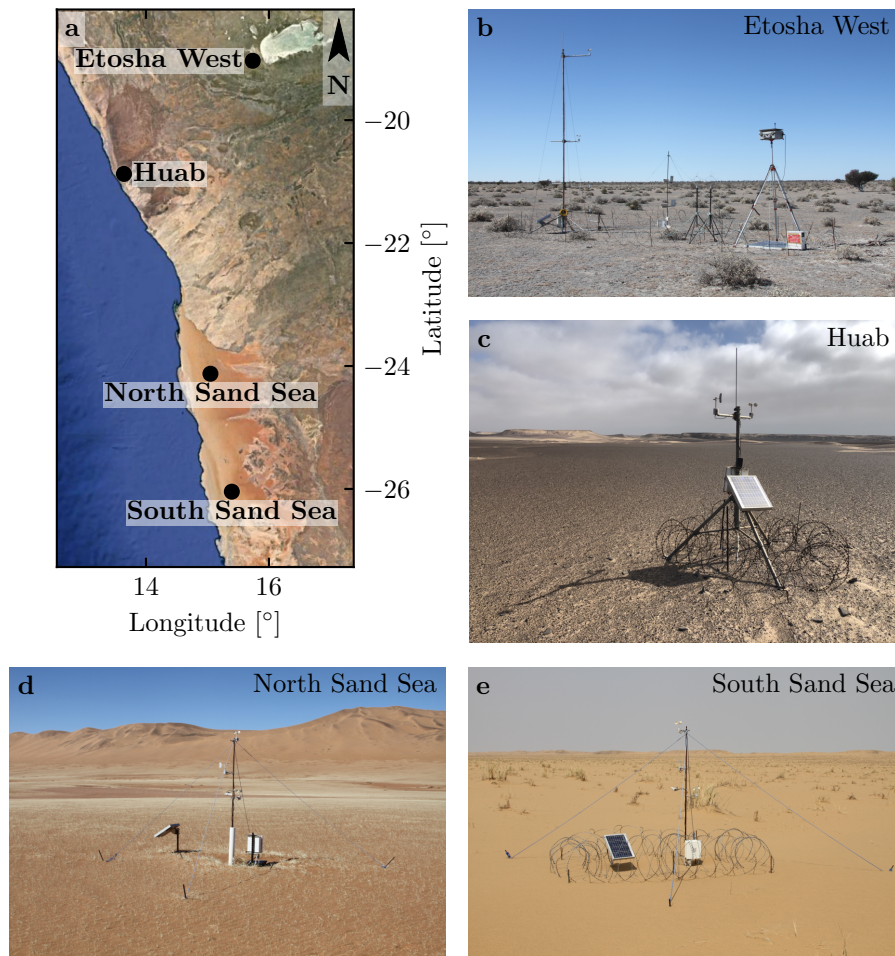 a
Etosha West
N
Huab
North Sand Sea
South Sand Sea
−20
−22
−24
−26
Latitude [°]
14
16
Longitude [°]
b
Etosha West
c
Huab
d
North Sand Sea
e
South Sand Sea